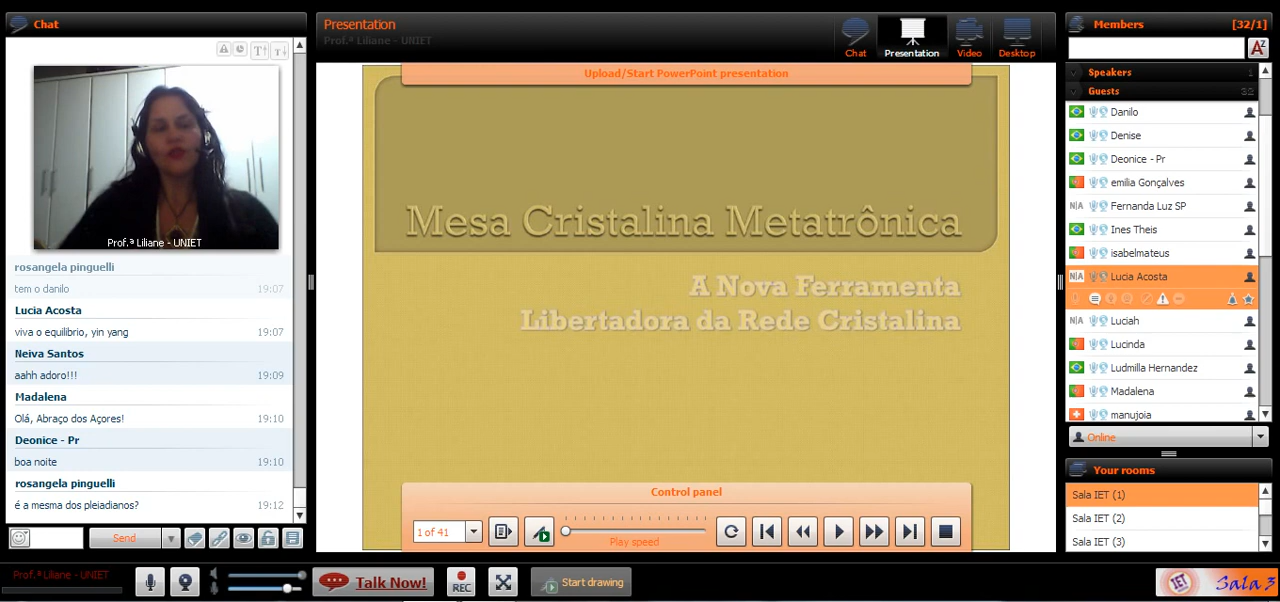 Chat
T↑ T↓
Prof.ª Liliane - UNIET
rosangela pinguelli
tem o danilo 19:07
Lucia Acosta
viva o equilibrio, yin yang 19:07
Neiva Santos
aahh adoro!!! 19:09
Madalena
Olá, Abraço dos Açores! 19:10
Deonice - Pr
boa noite 19:10
rosangela pinguelli
é a mesma dos pleiadianos? 19:12
Send
Presentation
Prof.ª Liliane - UNIET
Chat Presentation Video Desktop
Upload/Start PowerPoint presentation
Mesa Cristalina Metatrônica
A Nova Ferramenta
Libertadora da Rede Cristalina
Control panel
1 of 41
Play speed
Members [32/1]
AZ
Speakers 1
Guests 32
Danilo
Denise
Deonice - Pr
emilia Gonçalves
N|A Fernanda Luz SP
Ines Theis
isabelmateus
N|A Lucia Acosta
N|A Luciah
Lucinda
Ludmilla Hernandez
Madalena
manujoia
Online
Your rooms
Sala IET (1)
Sala IET (2)
Sala IET (3)
Prof.ª Liliane - UNIET
Talk Now!
REC
Start drawing
IET Sala 3